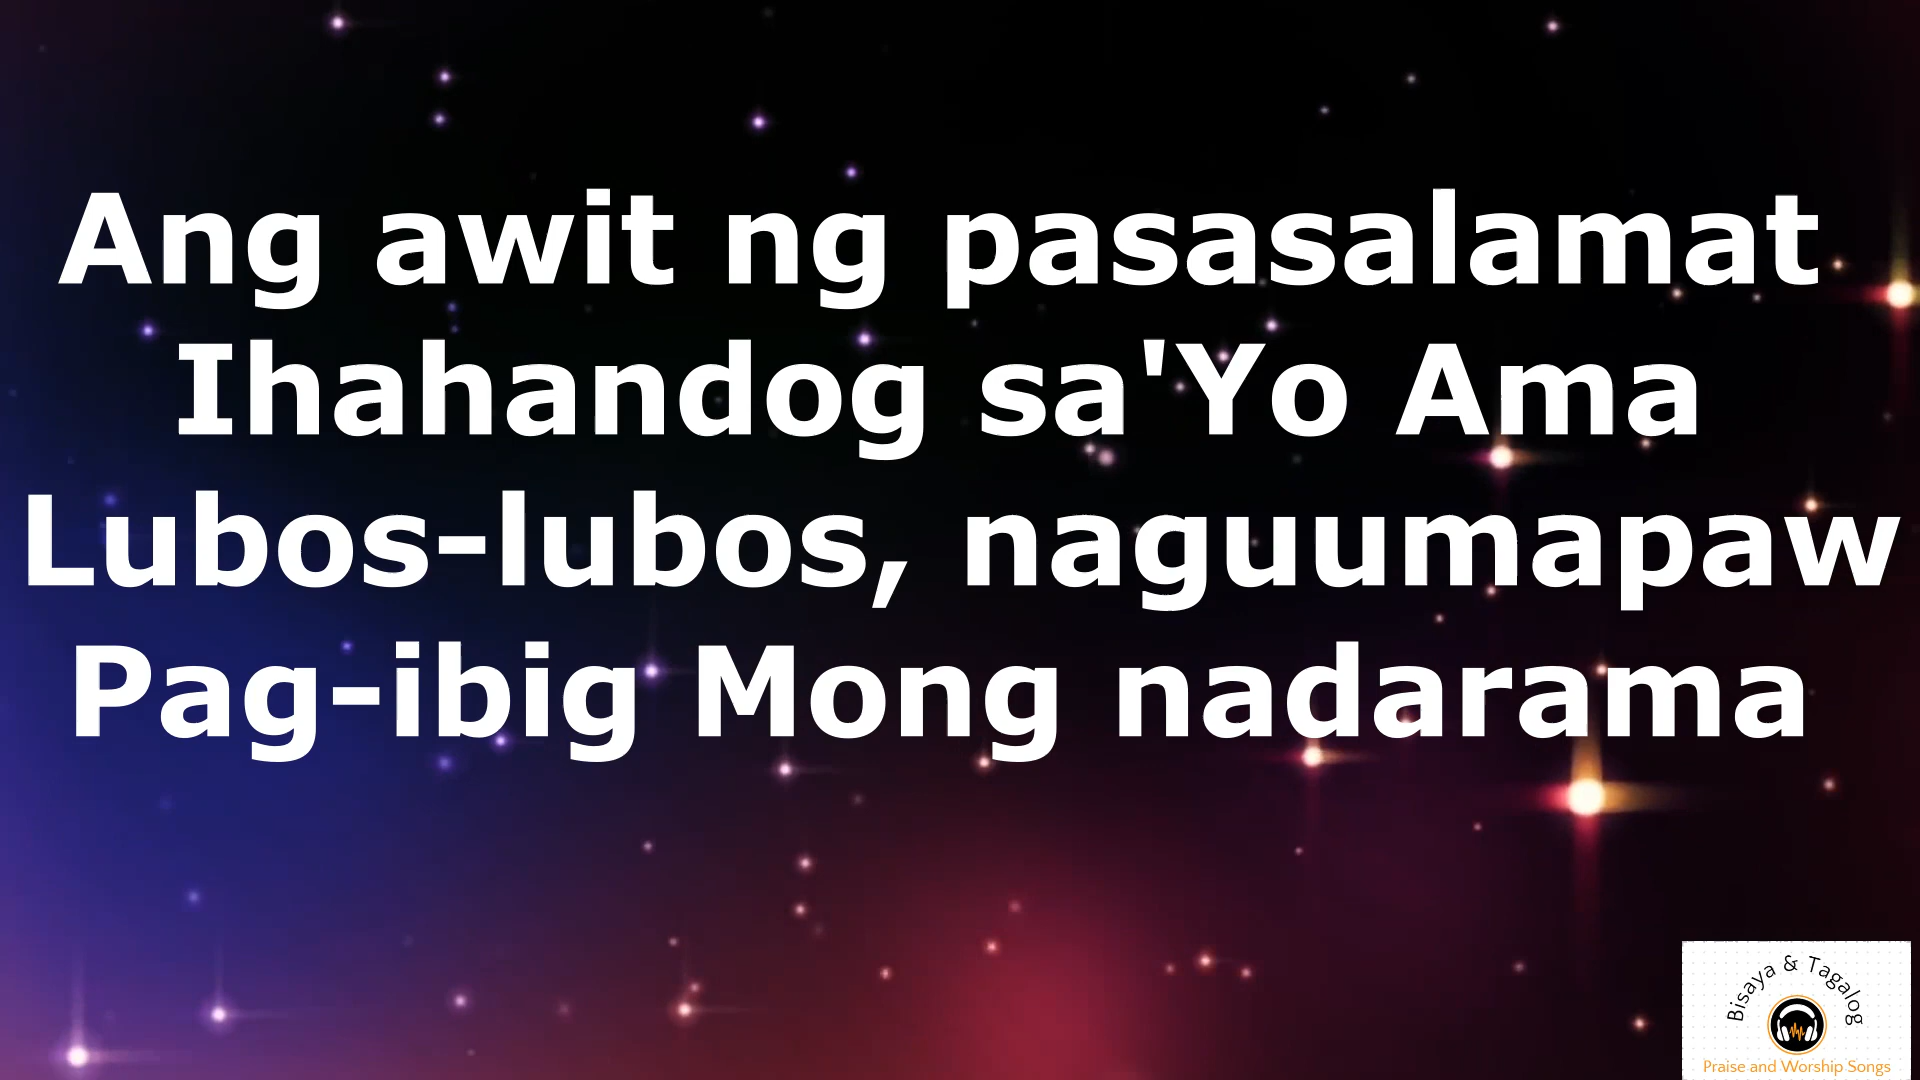 Ang awit ng pasasalamat
Ihahandog sa'Yo Ama
Lubos-lubos, naguumapaw
Pag-ibig Mong nadarama
Bisaya & Tagalog
Praise and Worship Songs